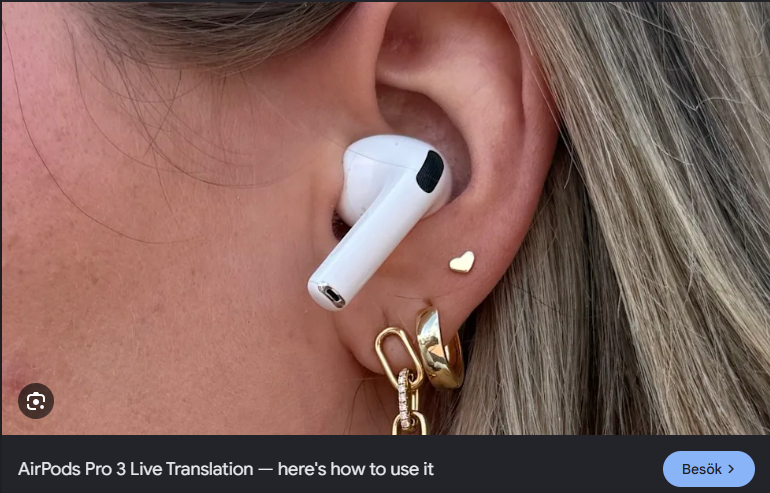 AirPods Pro 3 Live Translation — here's how to use it
Besök